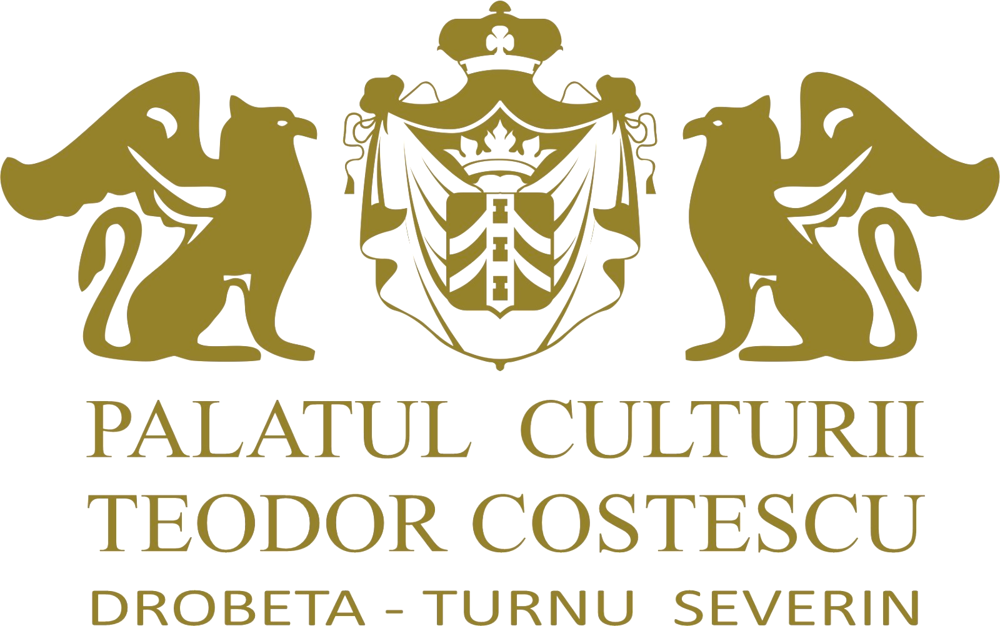 PALATUL CULTURII
TEODOR COSTESCU
DROBETA - TURNU SEVERIN